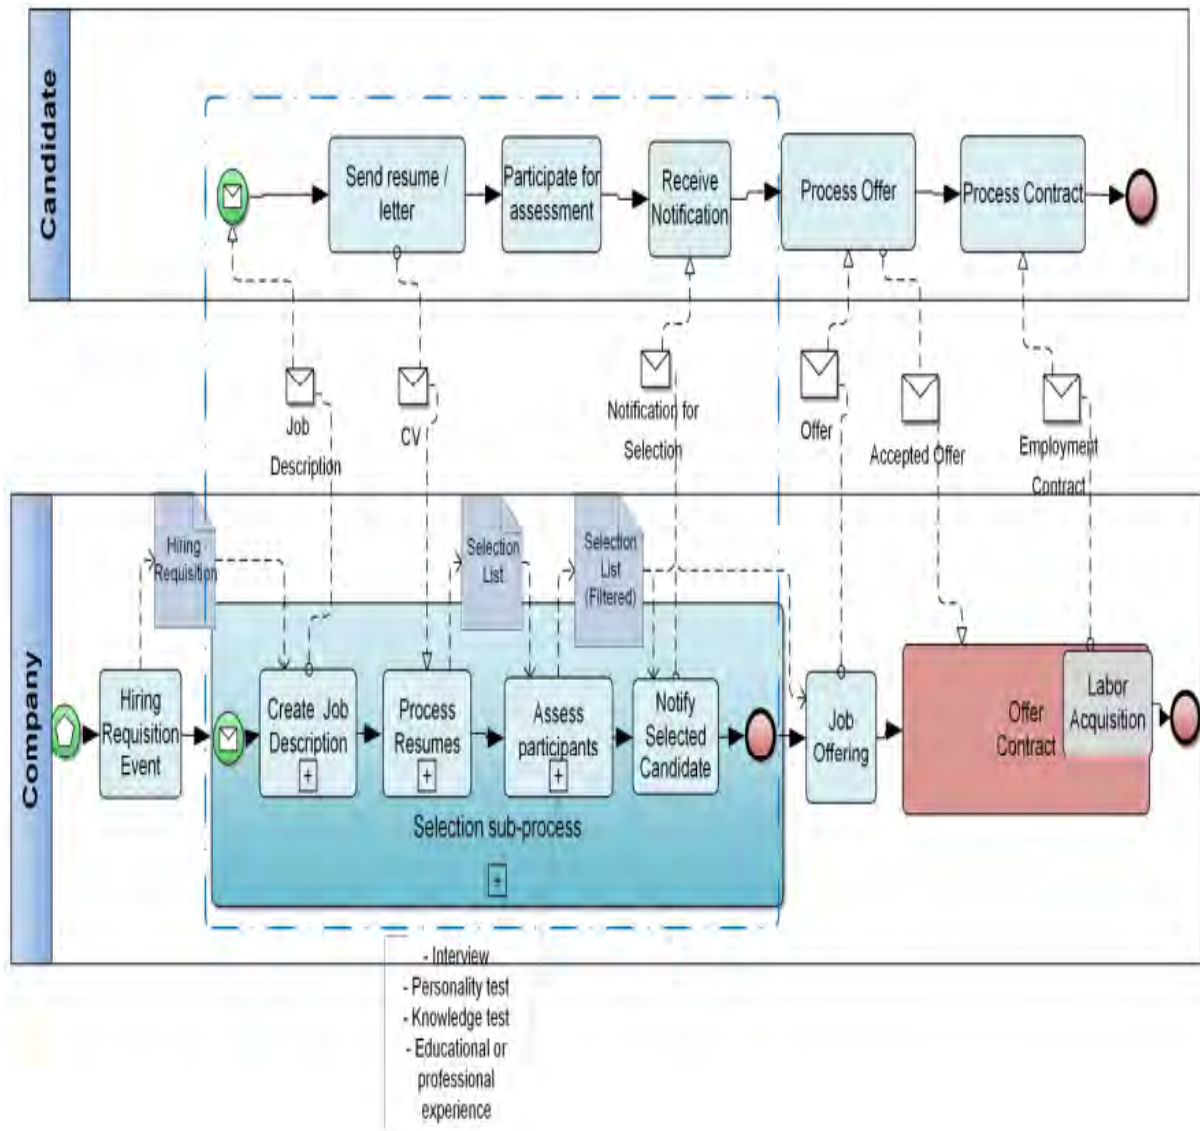 Candidate
Send resume /
letter
Participate for
assessment
Receive
Notification
Process Offer
Process Contract
Job
Description
CV
Notification for
Selection
Offer
Accepted Offer
Employment
Contract
Company
Hiring
Requisition
Selection
List
Selection
List
(Filtered)
Hiring
Requisition
Event
Create Job
Description
+
Process
Resumes
+
Assess
participants
+
Notify
Selected
Candidate
Job
Offering
Offer
Contract
Labor
Acquisition
Selection sub-process
+
- Interview
- Personality test
- Knowledge test
- Educational or
professional
experience